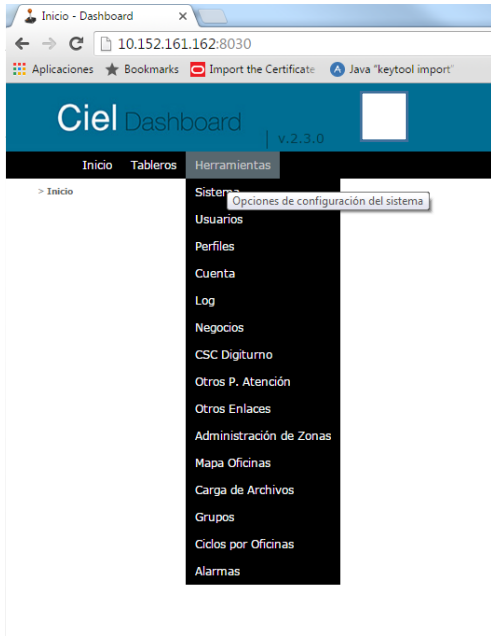 Inicio - Dashboard
10.152.161.162:8030
Aplicaciones Bookmarks Import the Certificate Java "keytool import"
Ciel Dashboard | v.2.3.0
Inicio Tableros Herramientas
> Inicio
Sistema
Opciones de configuración del sistema
Usuarios
Perfiles
Cuenta
Log
Negocios
CSC Digiturno
Otros P. Atención
Otros Enlaces
Administración de Zonas
Mapa Oficinas
Carga de Archivos
Grupos
Ciclos por Oficinas
Alarmas